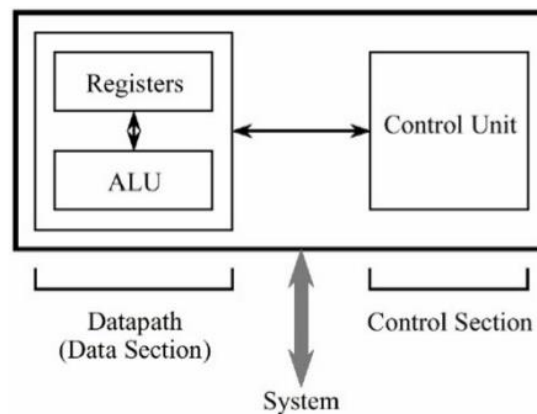 Registers
ALU
Control Unit
Datapath
(Data Section)
Control Section
System